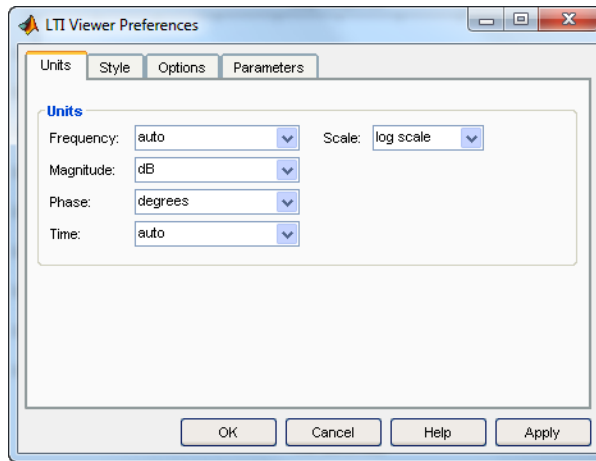 LTI Viewer Preferences
Units Style Options Parameters
Units
Frequency: auto Scale: log scale
Magnitude: dB
Phase: degrees
Time: auto
OK Cancel Help Apply